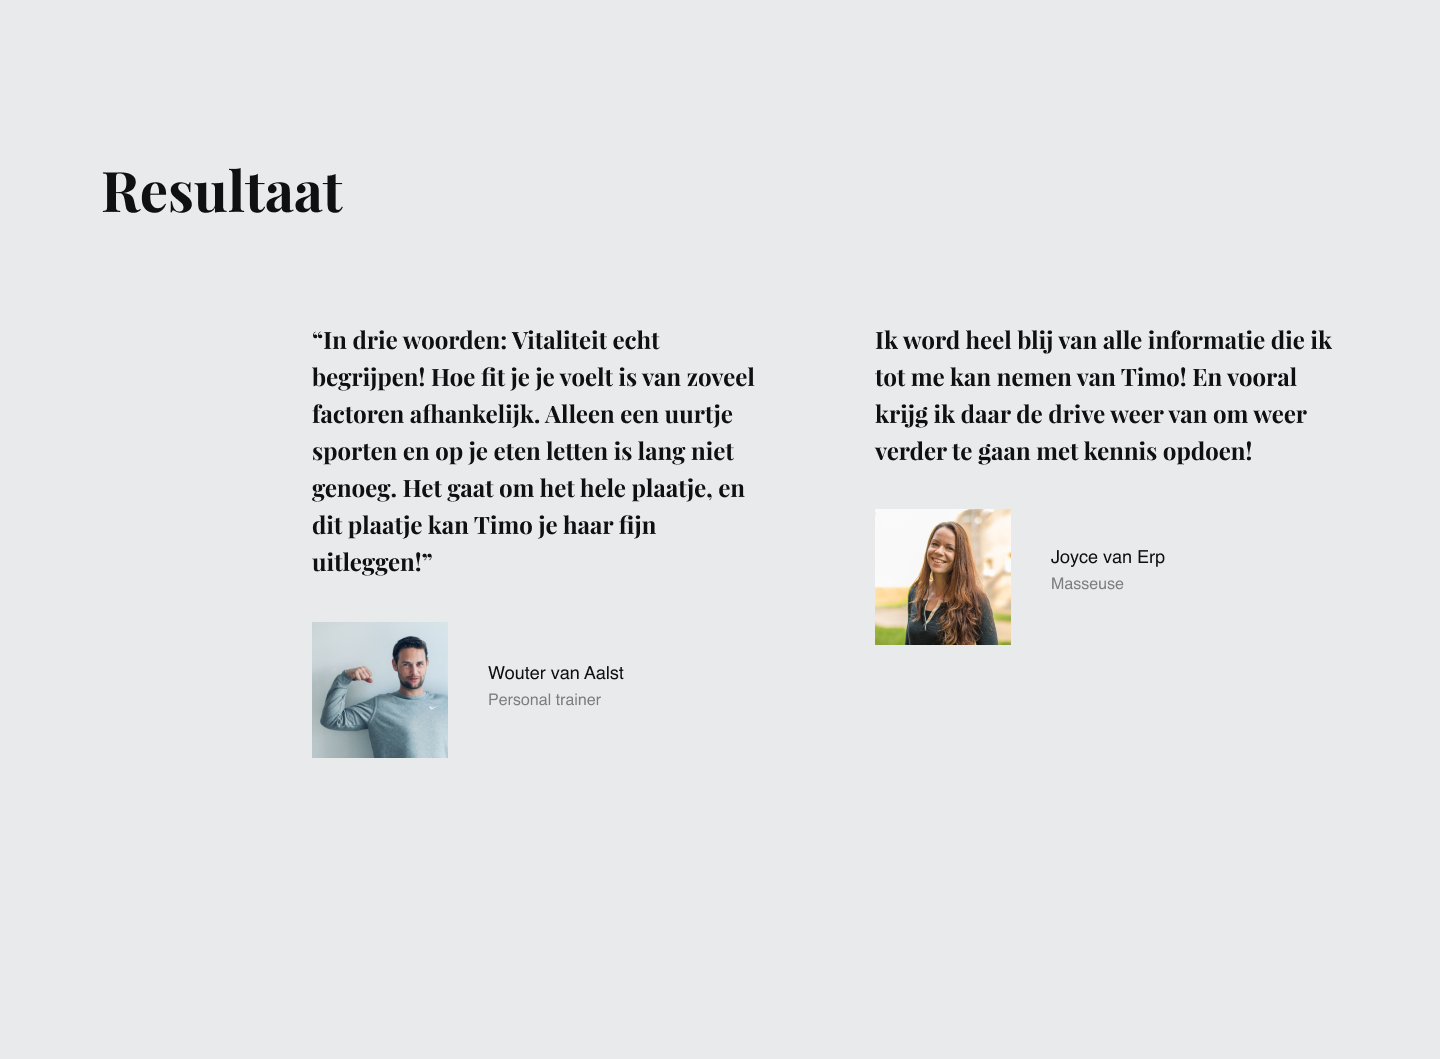 Resultaat
“In drie woorden: Vitaliteit echt
begrijpen! Hoe fit je je voelt is van zoveel
factoren afhankelijk. Alleen een uurtje
sporten en op je eten letten is lang niet
genoeg. Het gaat om het hele plaatje, en
dit plaatje kan Timo je haar fijn
uitleggen!”
Wouter van Aalst
Personal trainer
Ik word heel blij van alle informatie die ik
tot me kan nemen van Timo! En vooral
krijg ik daar de drive weer van om weer
verder te gaan met kennis opdoen!
Joyce van Erp
Masseuse